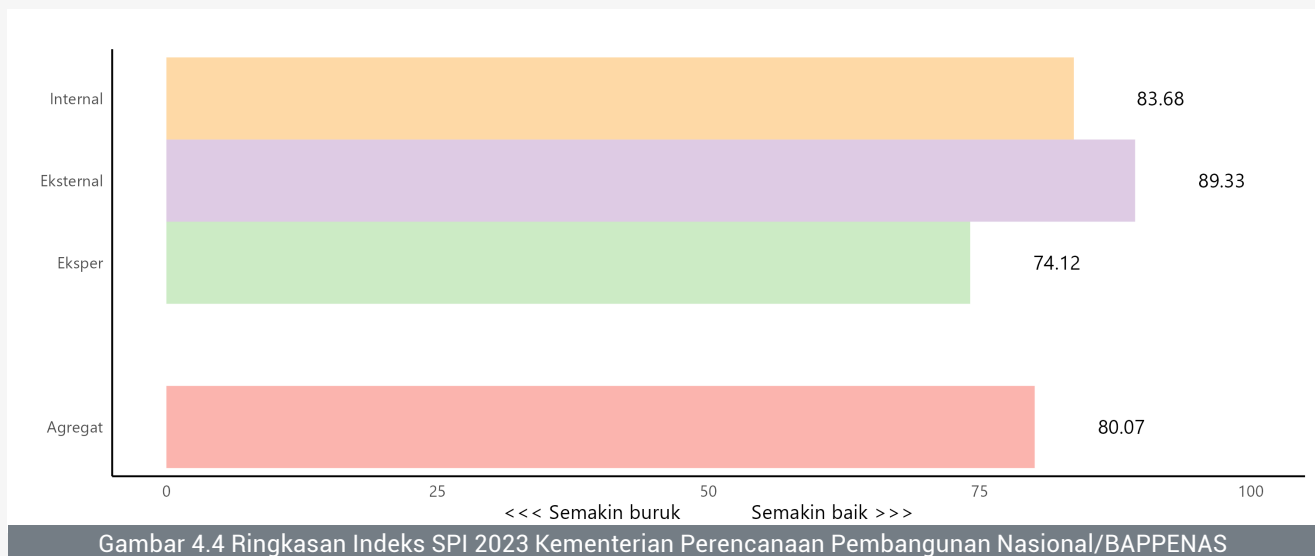 Internal 83.68
Eksternal 89.33
Eksper 74.12
Agregat 80.07
0 25 50 75 100
<<< Semakin buruk Semakin baik >>>
Gambar 4.4 Ringkasan Indeks SPI 2023 Kementerian Perencanaan Pembangunan Nasional/BAPPENAS